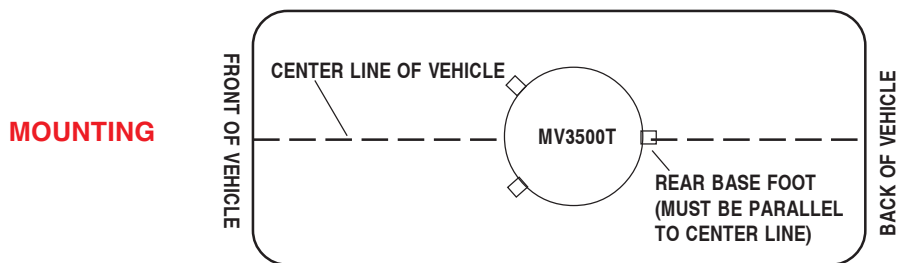 MOUNTING
FRONT OF VEHICLE
CENTER LINE OF VEHICLE
MV3500T
REAR BASE FOOT
(MUST BE PARALLEL
TO CENTER LINE)
BACK OF VEHICLE